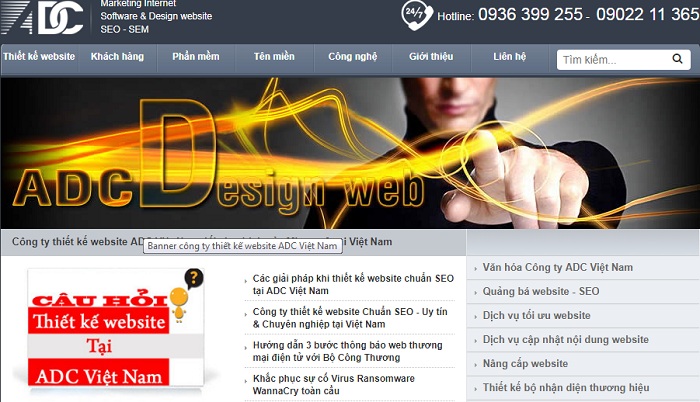 ADC
Marketing Internet
Software & Design website
SEO - SEM
24/7
Hotline: 0936 399 255 - 09022 11 365
Thiết kế website
Khách hàng
Phần mềm
Tên miền
Công nghệ
Giới thiệu
Liên hệ
Tìm kiếm...
ADC Design web
Công ty thiết kế website AD
i Việt Nam
Banner công ty thiết kế website ADC Việt Nam
CÂU HỎI
Thiết kế website
Tại
ADC Việt Nam
?
Các giải pháp khi thiết kế website chuẩn SEO
tại ADC Việt Nam
Công ty thiết kế website Chuẩn SEO - Uy tín
& Chuyên nghiệp tại Việt Nam
Hướng dẫn 3 bước thông báo web thương
mại điện tử với Bộ Công Thương
Khắc phục sự cố Virus Ransomware
WannaCry toàn cầu
Văn hóa Công ty ADC Việt Nam
Quảng bá website - SEO
Dịch vụ tối ưu website
Dịch vụ cập nhật nội dung website
Nâng cấp website
Thiết kế bộ nhận diện thương hiệu